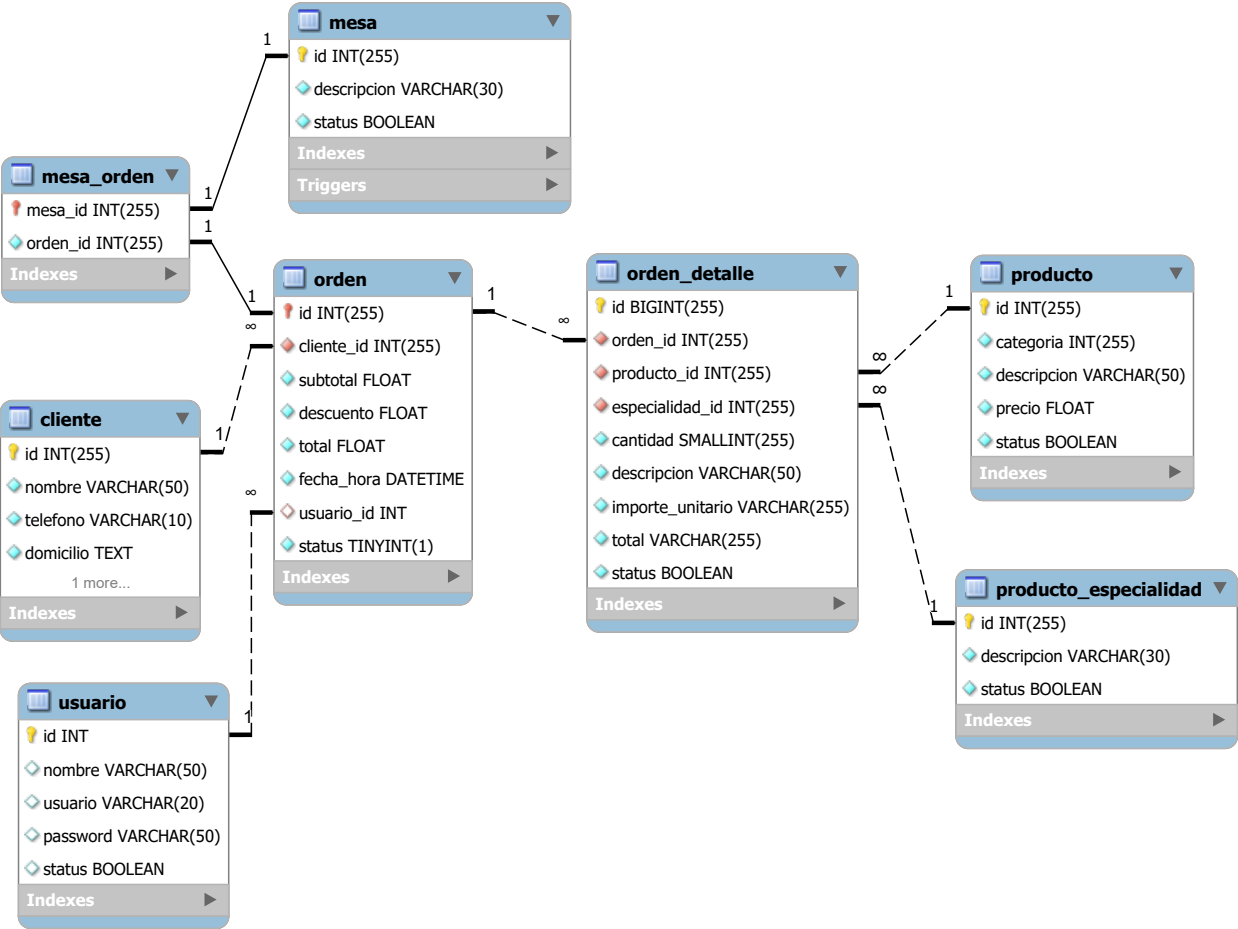 mesa
id INT(255)
descripcion VARCHAR(30)
status BOOLEAN
Indexes
Triggers
1
1
mesa_orden
mesa_id INT(255)
orden_id INT(255)
Indexes
1
1
∞
orden
id INT(255)
cliente_id INT(255)
subtotal FLOAT
descuento FLOAT
total FLOAT
fecha_hora DATETIME
usuario_id INT
status TINYINT(1)
Indexes
1
∞
orden_detalle
id BIGINT(255)
orden_id INT(255)
producto_id INT(255)
especialidad_id INT(255)
cantidad SMALLINT(255)
descripcion VARCHAR(50)
importe_unitario VARCHAR(255)
total VARCHAR(255)
status BOOLEAN
Indexes
1
∞
∞
1
producto
id INT(255)
categoria INT(255)
descripcion VARCHAR(50)
precio FLOAT
status BOOLEAN
Indexes
cliente
id INT(255)
nombre VARCHAR(50)
telefono VARCHAR(10)
domicilio TEXT
1 more...
Indexes
1
∞
1
producto_especialidad
id INT(255)
descripcion VARCHAR(30)
status BOOLEAN
Indexes
usuario
id INT
nombre VARCHAR(50)
usuario VARCHAR(20)
password VARCHAR(50)
status BOOLEAN
Indexes